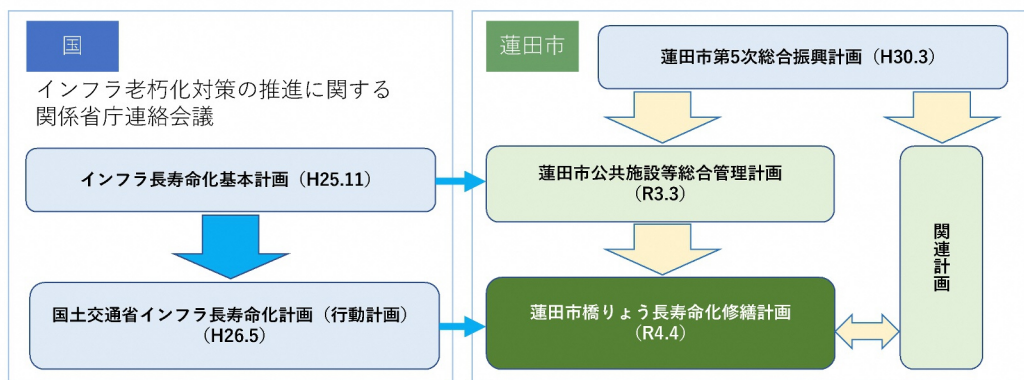 国
インフラ老朽化対策の推進に関する
関係省庁連絡会議
インフラ長寿命化基本計画（H25.11）
国土交通省インフラ長寿命化計画（行動計画）
（H26.5）
蓮田市
蓮田市第5次総合振興計画（H30.3）
蓮田市公共施設等総合管理計画
（R3.3）
蓮田市橋りょう長寿命化修繕計画
（R4.4）
関連計画